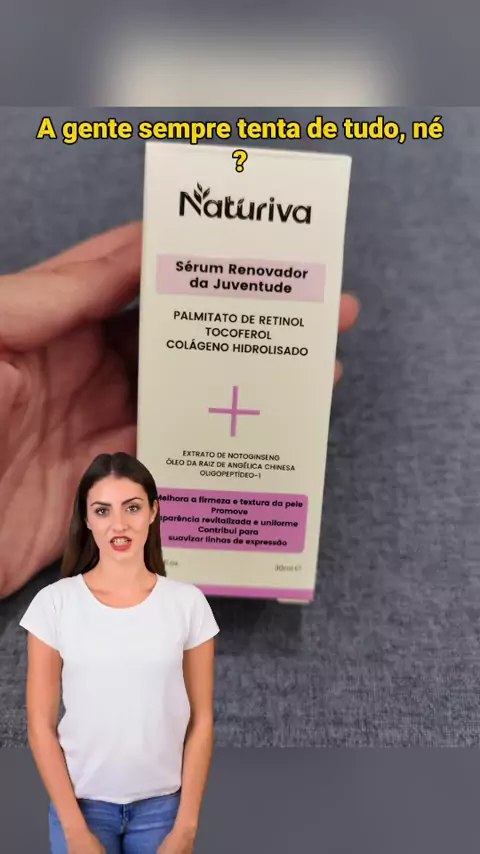 A gente sempre tenta de tudo, né
?
Naturiva
Sérum Renovador
da Juventude
PALMITATO DE RETINOL
TOCOFEROL
COLÁGENO HIDROLISADO
+
EXTRATO DE NOTOGINSENG
ÓLEO DA RAIZ DE ANGÉLICA CHINESA
OLIGOPEPTÍDEO-1
Melhora a firmeza e textura da pele
Promove
aparência revitalizada e uniforme
Contribui para
suavizar linhas de expressão